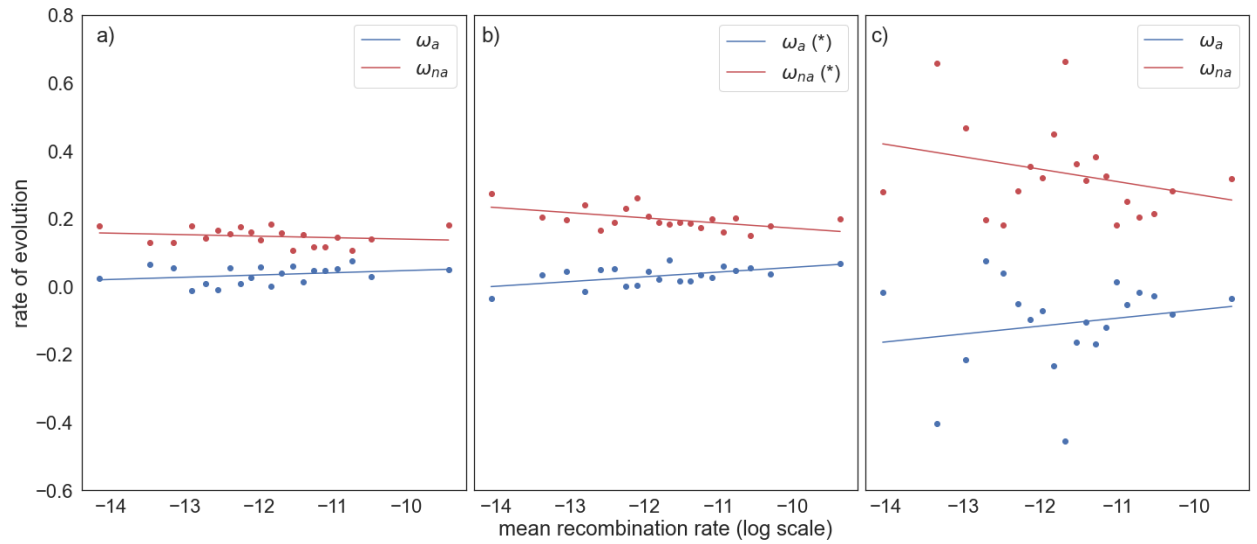 a)
ωa
ωna
b)
ωa (*)
ωna (*)
c)
ωa
ωna
rate of evolution
0.8
0.6
0.4
0.2
0.0
−0.2
−0.4
−0.6
−14 −13 −12 −11 −10
−14 −13 −12 −11 −10
−14 −13 −12 −11 −10
mean recombination rate (log scale)